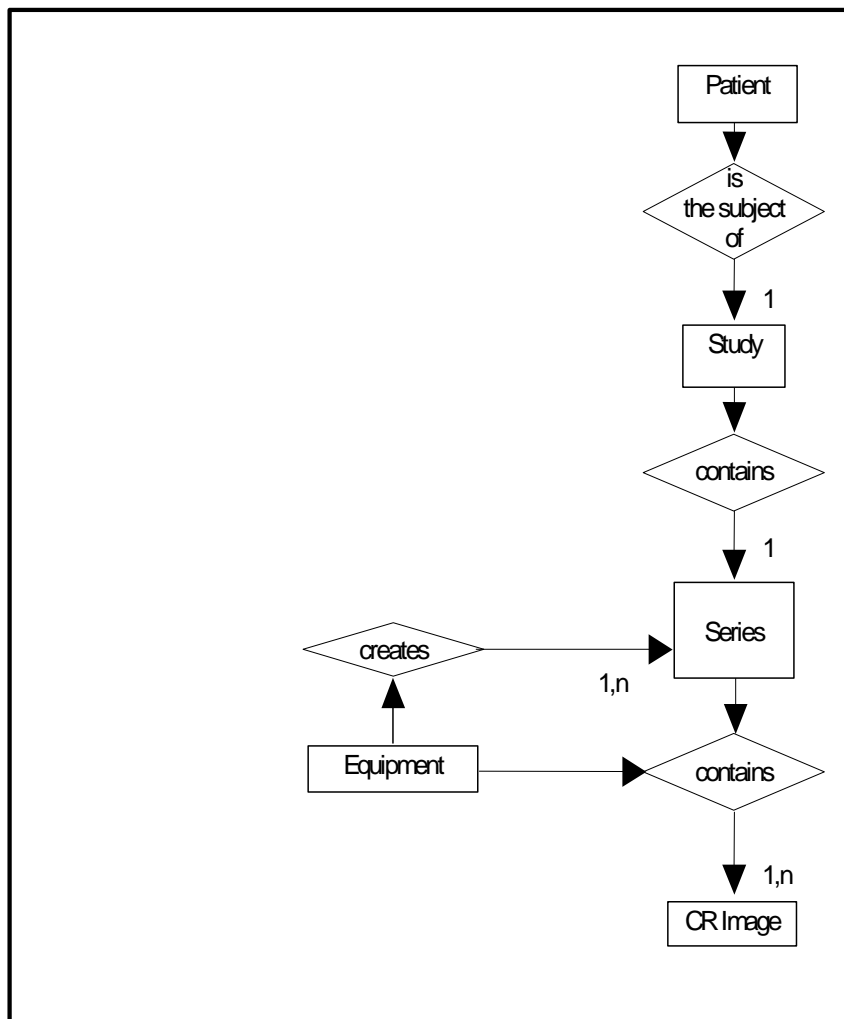 Patient
is
the subject
of
1
Study
contains
1
Series
creates
1,n
Equipment
contains
1,n
CR Image